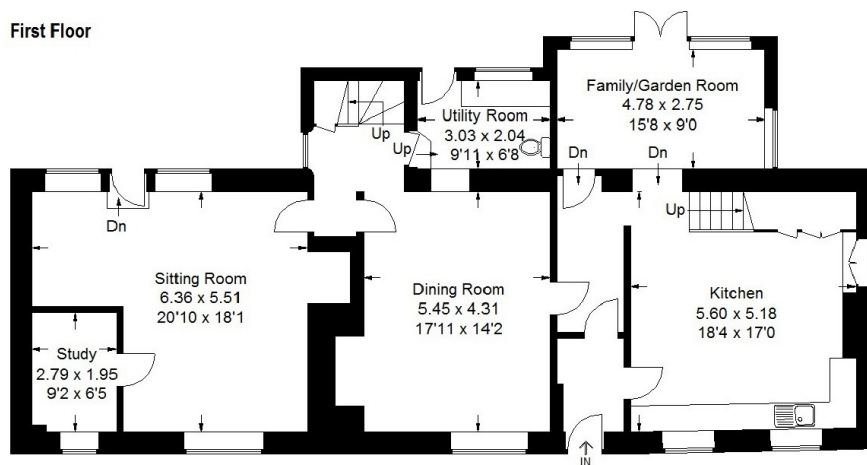 First Floor
Family/Garden Room
4.78 x 2.75
15'8 x 9'0
Utility Room
3.03 x 2.04
9'11 x 6'8
Up
Up
Dn
Dn
Dn
Up
Sitting Room
6.36 x 5.51
20'10 x 18'1
Dining Room
5.45 x 4.31
17'11 x 14'2
Kitchen
5.60 x 5.18
18'4 x 17'0
Study
2.79 x 1.95
9'2 x 6'5
IN